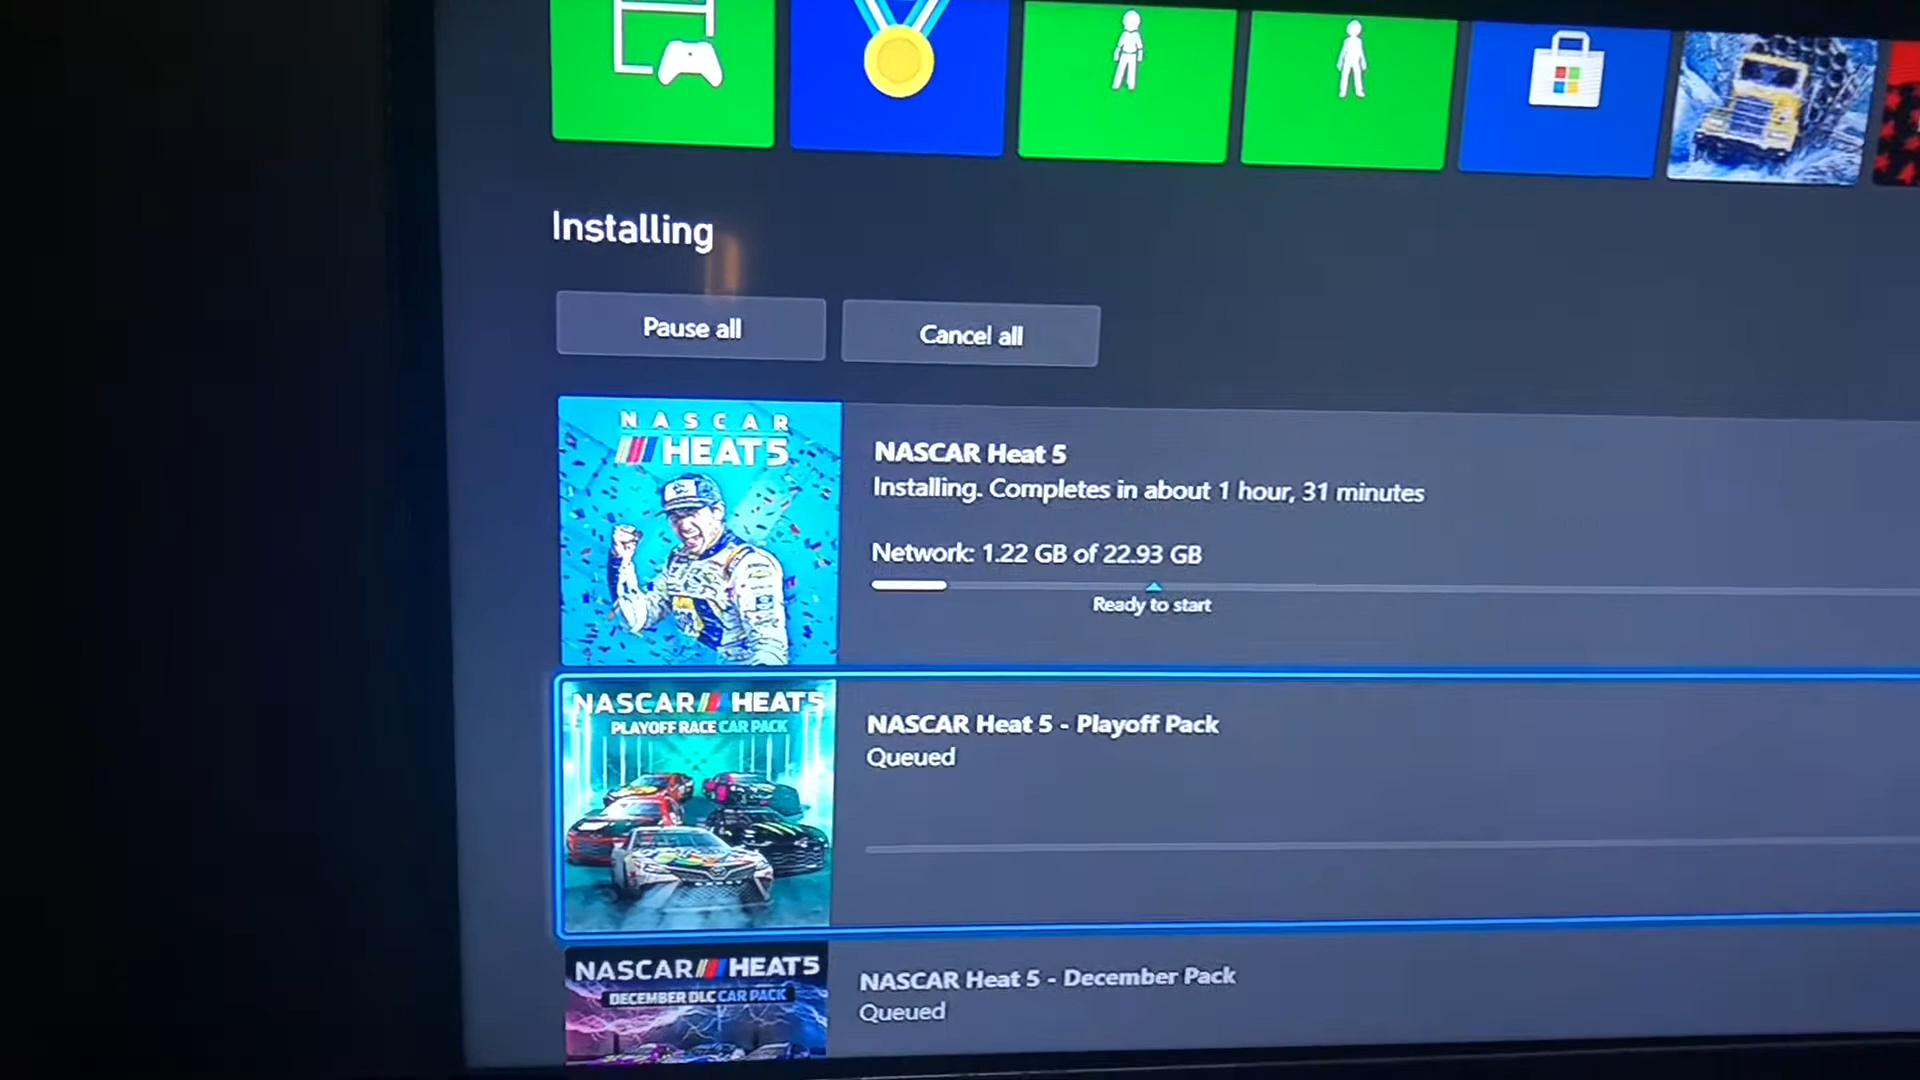 Installing
Pause all
Cancel all
NASCAR
HEAT 5
NASCAR Heat 5
Installing. Completes in about 1 hour, 31 minutes
Network: 1.22 GB of 22.93 GB
Ready to start
NASCAR HEAT 5
PLAYOFF RACE CAR PACK
NASCAR Heat 5 - Playoff Pack
Queued
NASCAR HEAT 5
DECEMBER DLC CAR PACK
NASCAR Heat 5 - December Pack
Queued